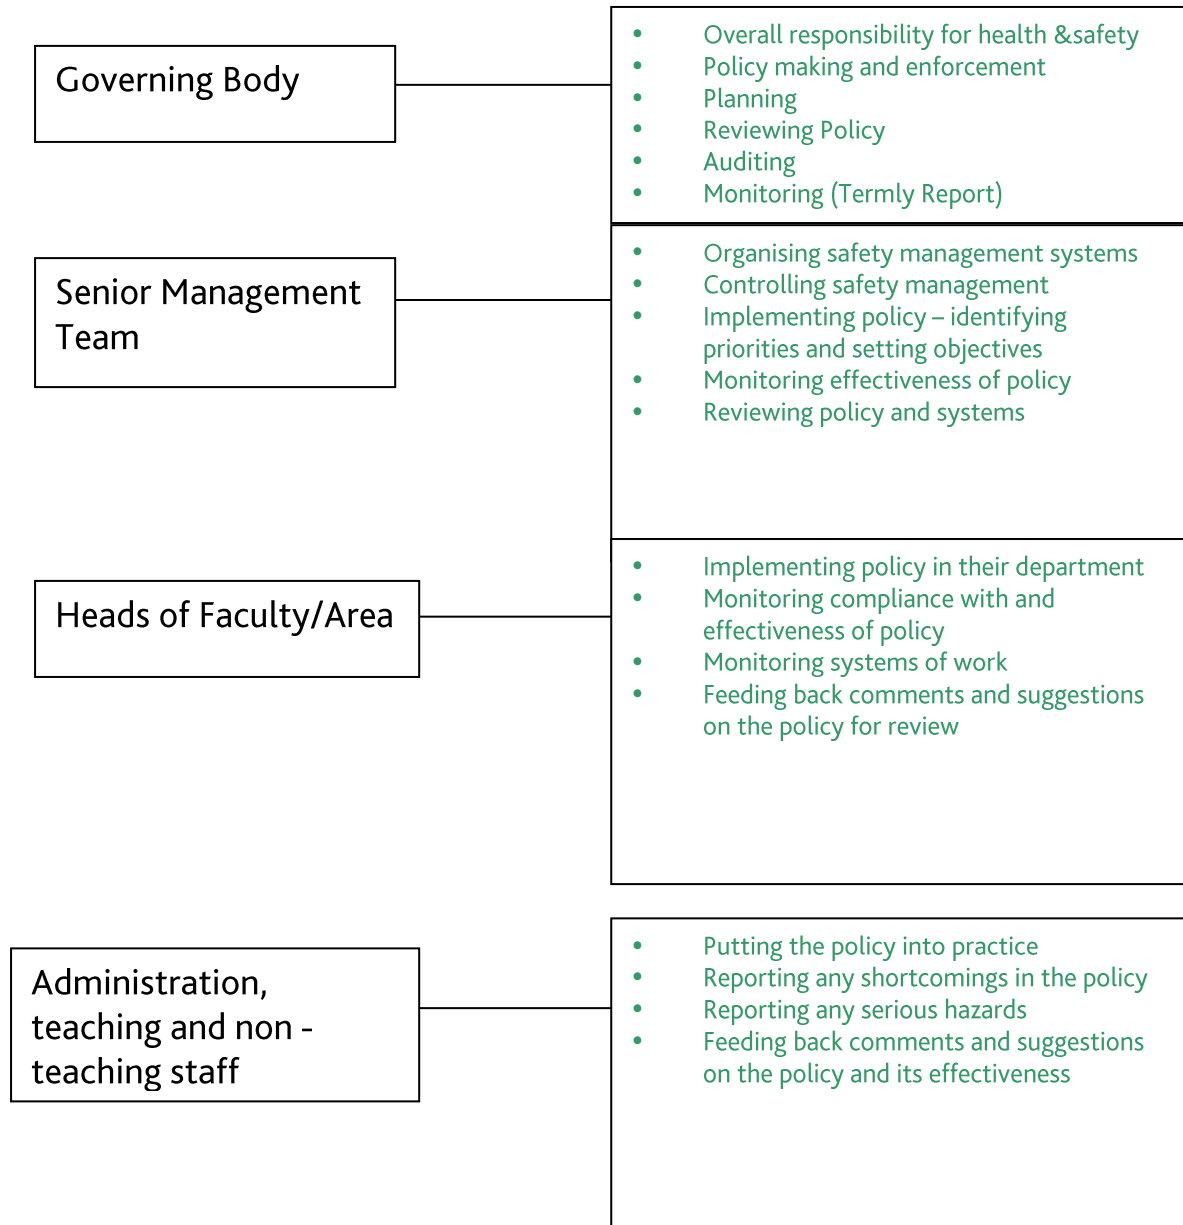 Governing Body
• Overall responsibility for health &safety
• Policy making and enforcement
• Planning
• Reviewing Policy
• Auditing
• Monitoring (Termly Report)
Senior Management
Team
• Organising safety management systems
• Controlling safety management
• Implementing policy – identifying
priorities and setting objectives
• Monitoring effectiveness of policy
• Reviewing policy and systems
Heads of Faculty/Area
• Implementing policy in their department
• Monitoring compliance with and
effectiveness of policy
• Monitoring systems of work
• Feeding back comments and suggestions
on the policy for review
Administration,
teaching and non -
teaching staff
• Putting the policy into practice
• Reporting any shortcomings in the policy
• Reporting any serious hazards
• Feeding back comments and suggestions
on the policy and its effectiveness